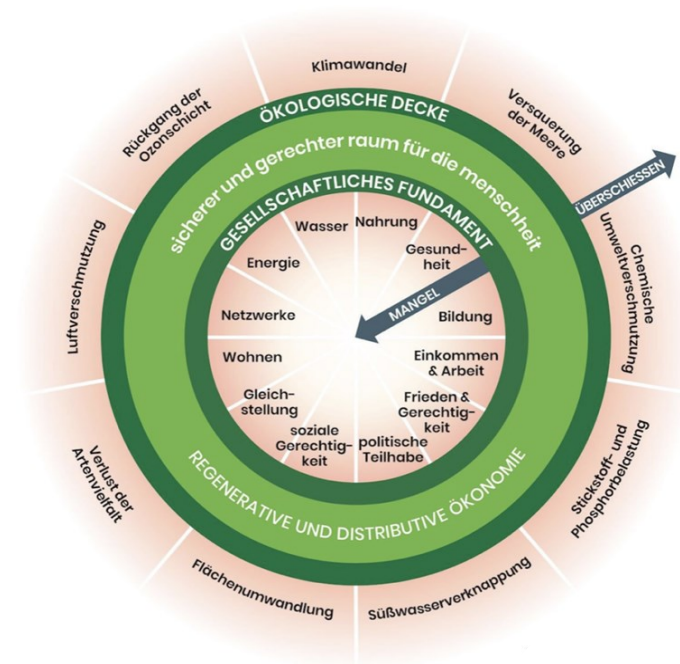 Klimawandel
Versauerung
der Meere
ÜBERSCHIESSEN
Chemische
Umweltverschmutzung
Stickstoff- und
Phosphorbelastung
Süßwasserverknappung
Flächenumwandlung
Verlust der
Artenvielfalt
Luftverschmutzung
Rückgang der
Ozonschicht
ÖKOLOGISCHE DECKE
sicherer und gerechter raum für die menschheit
GESELLSCHAFTLICHES FUNDAMENT
Wasser
Nahrung
Gesund-
heit
MANGEL
Bildung
Einkommen
& Arbeit
Frieden &
Gerechtig-
keit
politische
Teilhabe
soziale
Gerechtig-
keit
Gleich-
stellung
Wohnen
Netzwerke
Energie
REGENERATIVE UND DISTRIBUTIVE ÖKONOMIE